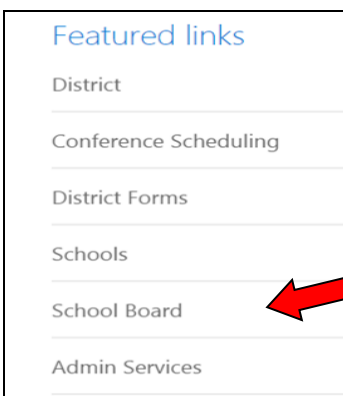 Featured links
District
Conference Scheduling
District Forms
Schools
School Board
Admin Services